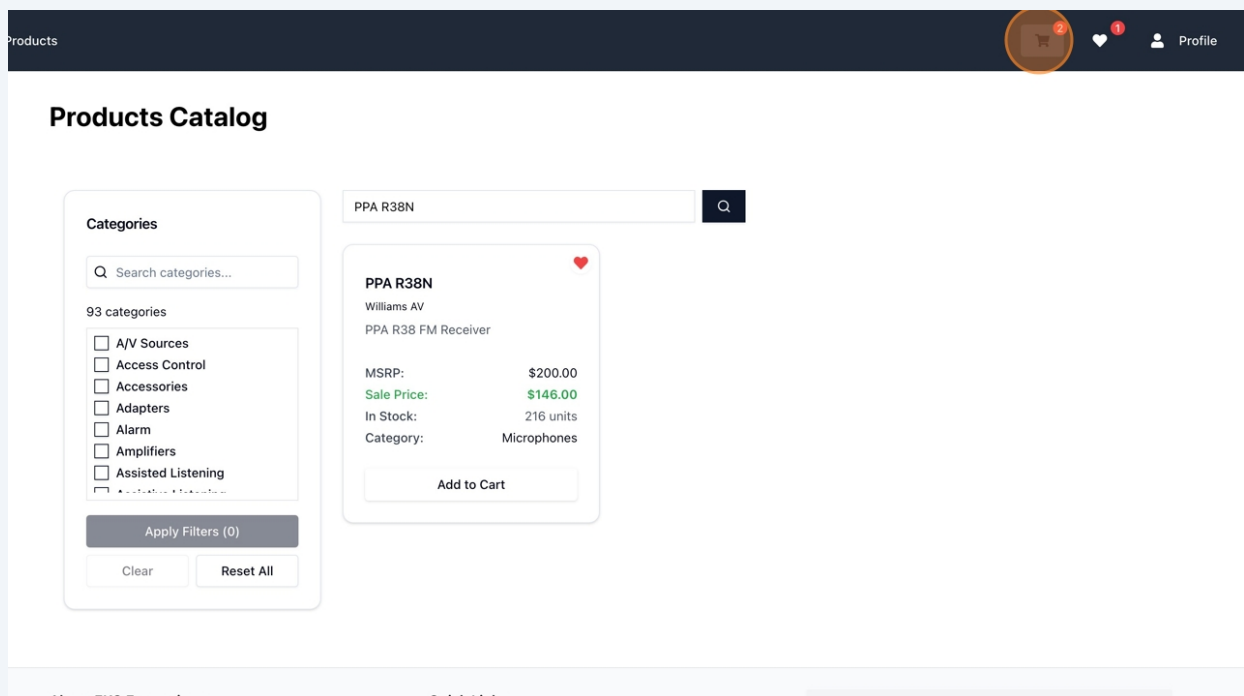 Products
2
1
Profile
Products Catalog
Categories
Search categories...
93 categories
A/V Sources
Access Control
Accessories
Adapters
Alarm
Amplifiers
Assisted Listening
Apply Filters (0)
Clear
Reset All
PPA R38N
PPA R38N
Williams AV
PPA R38 FM Receiver
MSRP: $200.00
Sale Price: $146.00
In Stock: 216 units
Category: Microphones
Add to Cart